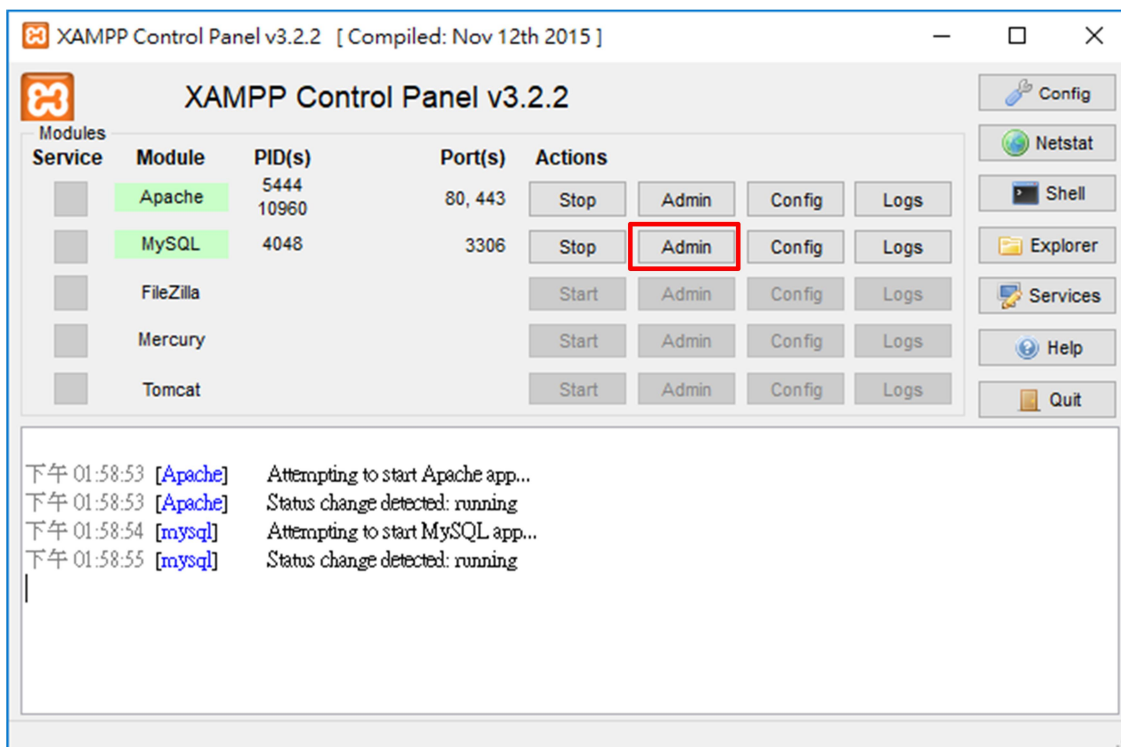 XAMPP Control Panel v3.2.2 [ Compiled: Nov 12th 2015 ]
XAMPP Control Panel v3.2.2
Config
Modules
Netstat
Service Module PID(s) Port(s) Actions
Apache 5444 10960 80, 443 Stop Admin Config Logs
Shell
MySQL 4048 3306 Stop Admin Config Logs
Explorer
FileZilla Start Admin Config Logs
Services
Mercury Start Admin Config Logs
Help
Tomcat Start Admin Config Logs
Quit
下午 01:58:53 [Apache] Attempting to start Apache app...
下午 01:58:53 [Apache] Status change detected: running
下午 01:58:54 [mysql] Attempting to start MySQL app...
下午 01:58:55 [mysql] Status change detected: running